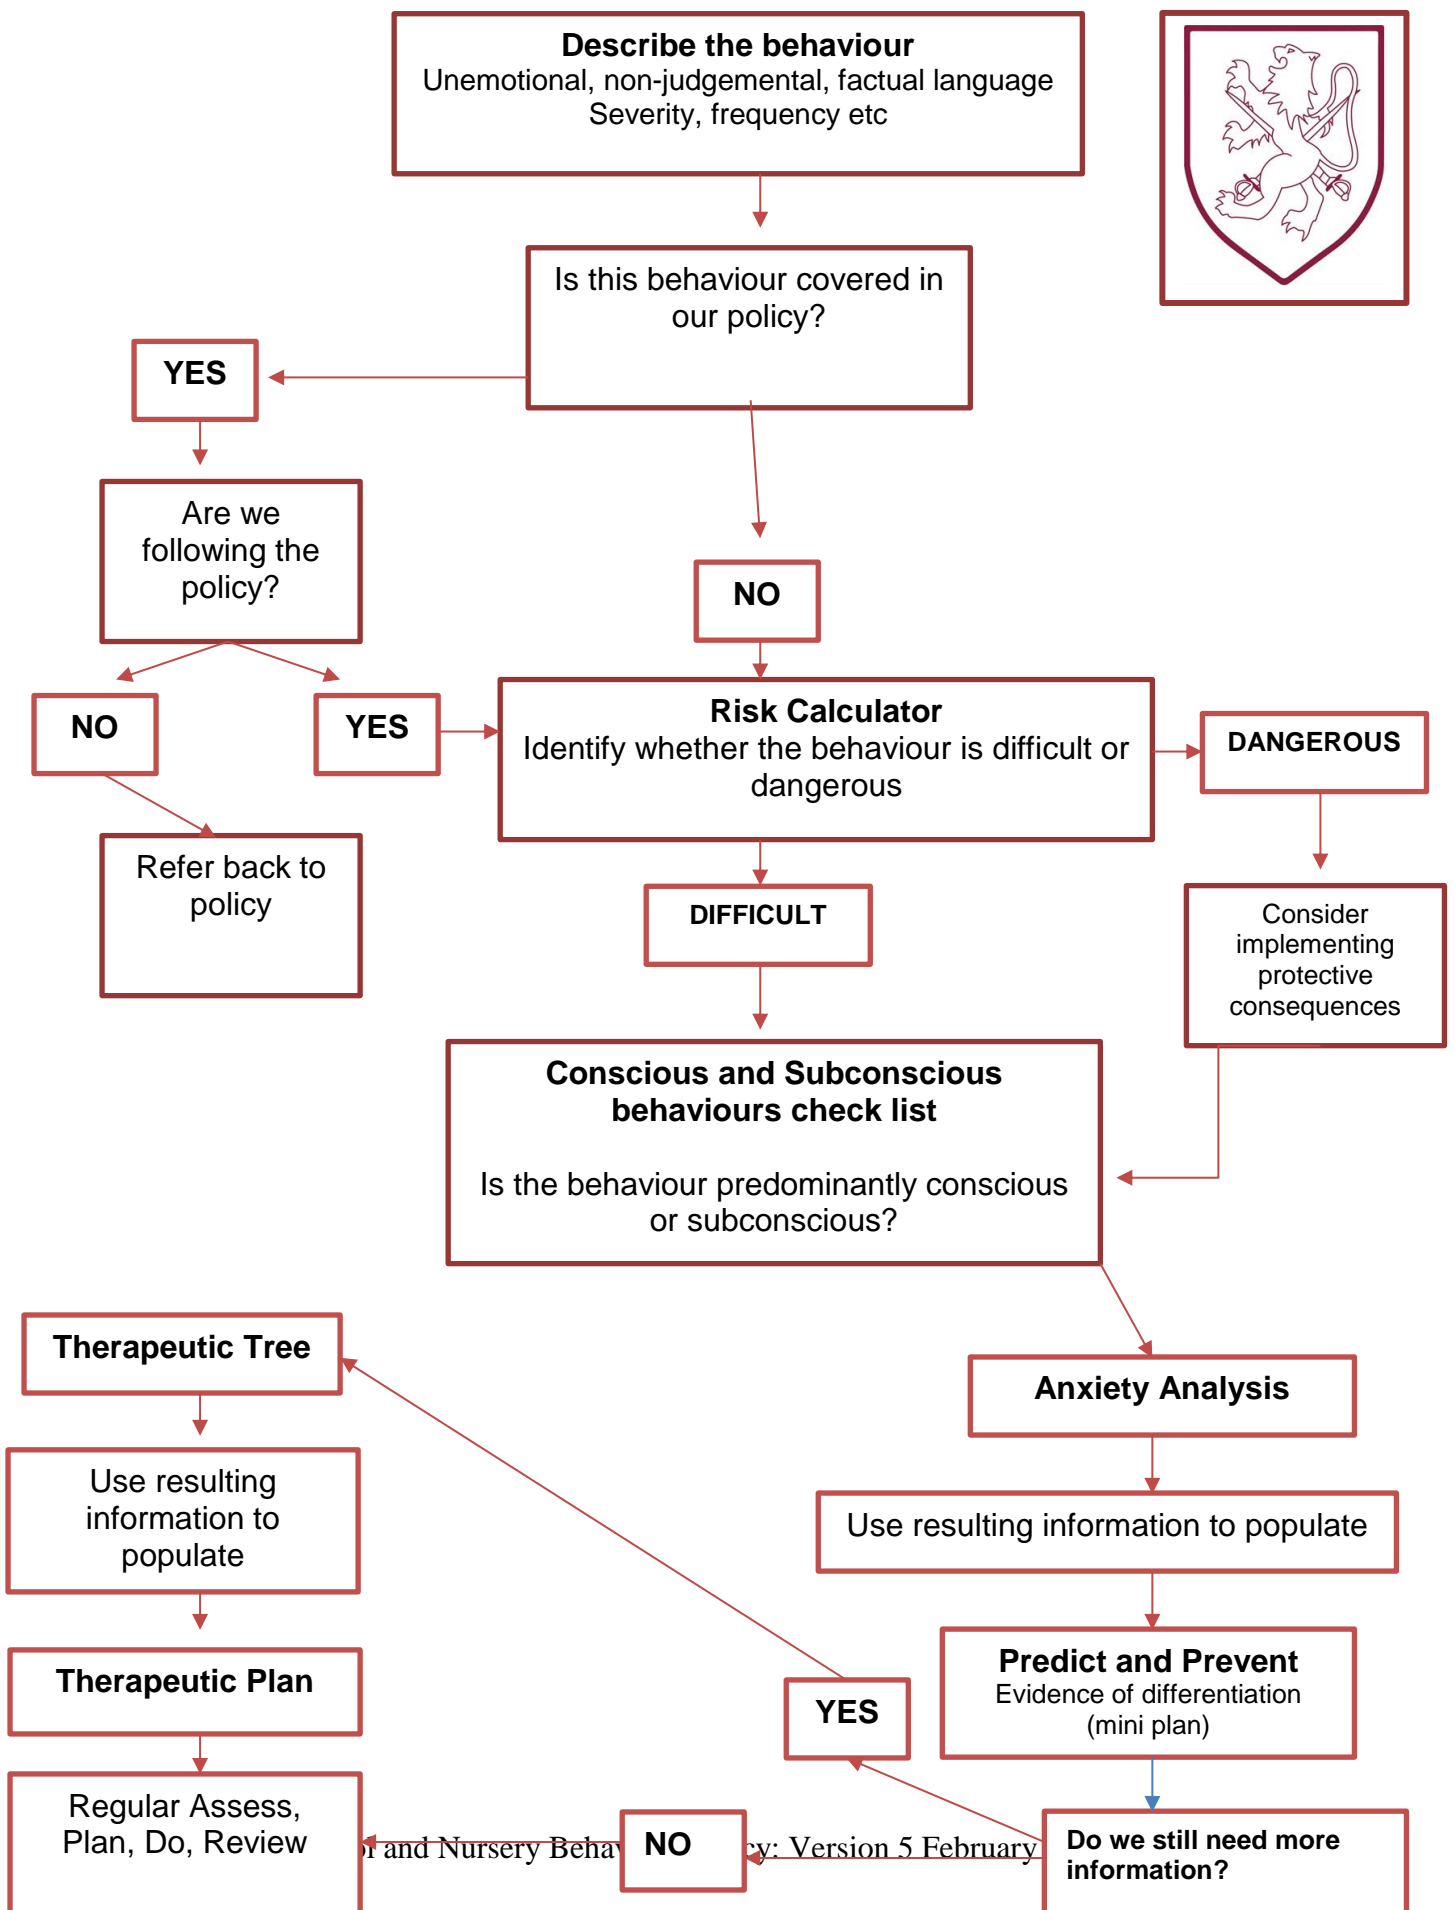 Describe the behaviour
Unemotional, non-judgemental, factual language
Severity, frequency etc
Is this behaviour covered in
our policy?
YES
Are we
following the
policy?
NO
NO
YES
Risk Calculator
Identify whether the behaviour is difficult or
dangerous
DANGEROUS
Refer back to
policy
DIFFICULT
Consider
implementing
protective
consequences
Conscious and Subconscious
behaviours check list
Is the behaviour predominantly conscious
or subconscious?
Therapeutic Tree
Anxiety Analysis
Use resulting
information to
populate
Use resulting information to populate
Predict and Prevent
Evidence of differentiation
(mini plan)
Therapeutic Plan
YES
Regular Assess,
Plan, Do, Review
NO
Do we still need more
information?
and Nursery Version 5 February